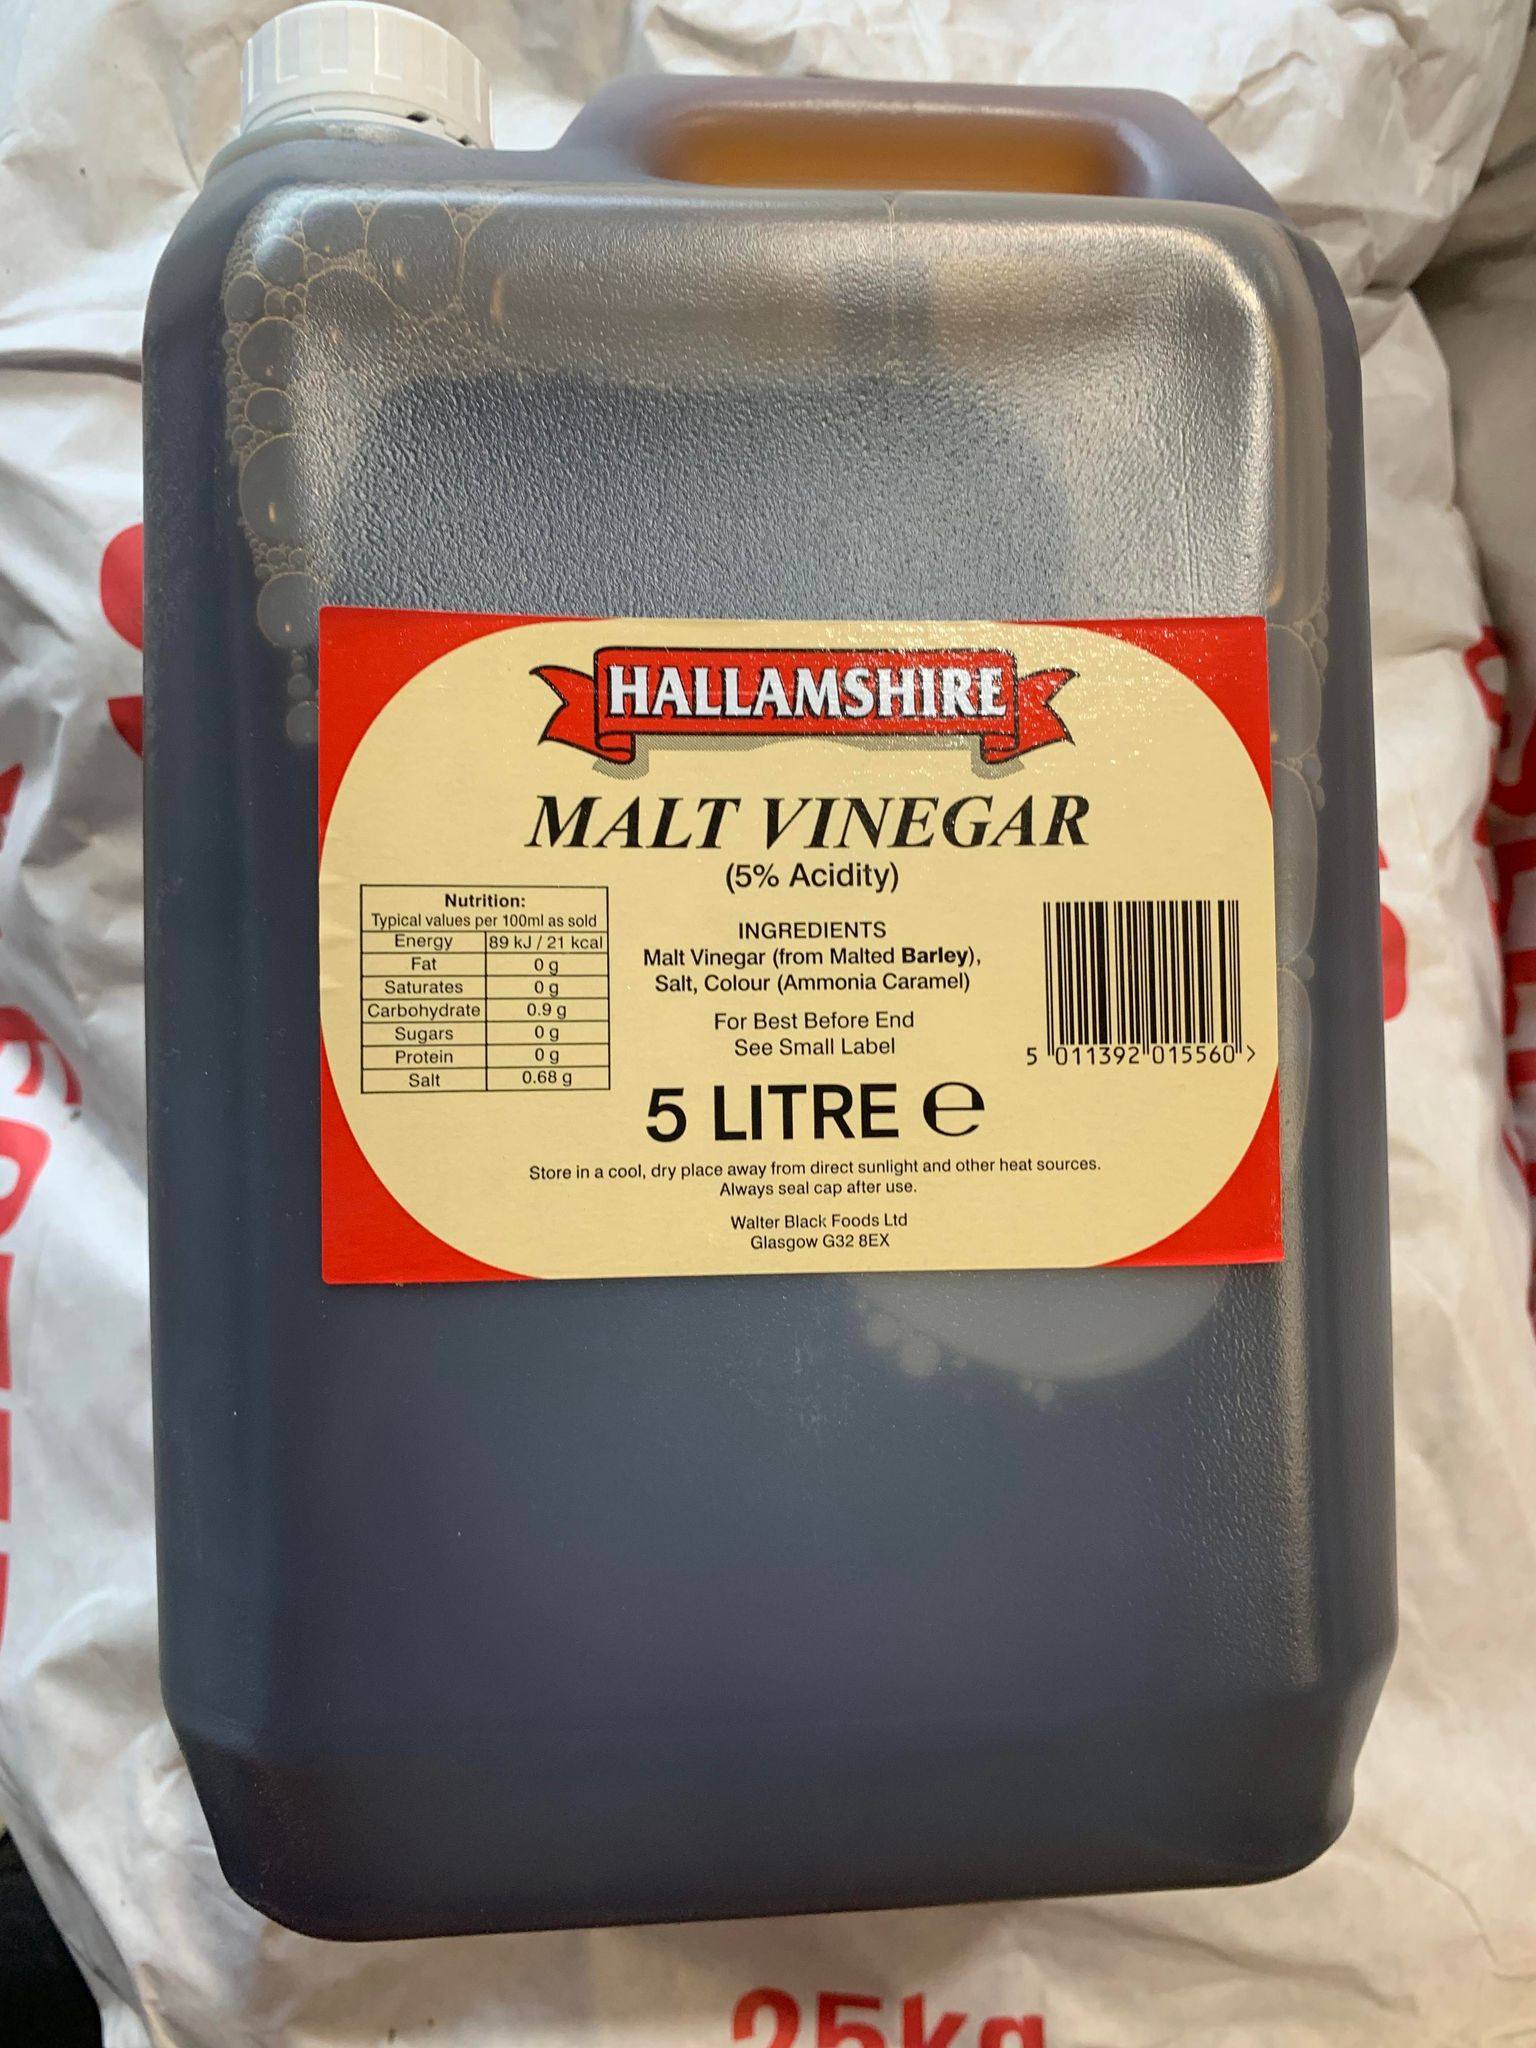 HALLAMSHIRE
MALT VINEGAR
(5% Acidity)
Nutrition:
Typical values per 100ml as sold
Energy 89 kJ / 21 kcal
Fat 0 g
Saturates 0 g
Carbohydrate 0.9 g
Sugars 0 g
Protein 0 g
Salt 0.68 g
INGREDIENTS
Malt Vinegar (from Malted Barley),
Salt, Colour (Ammonia Caramel)
For Best Before End
See Small Label
5 011392 015560 >
5 LITRE ℮
Store in a cool, dry place away from direct sunlight and other heat sources.
Always seal cap after use.
Walter Black Foods Ltd
Glasgow G32 8EX
25kg